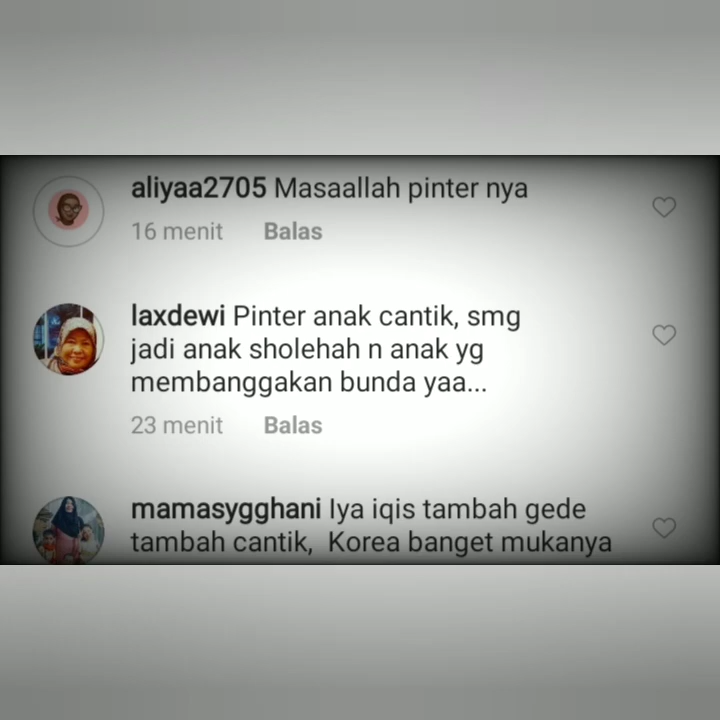 aliyaa2705 Masaallah pinter nya
16 menit Balas
laxdewi Pinter anak cantik, smg
jadi anak sholehah n anak yg
membanggakan bunda yaa...
23 menit Balas
mamasygghani Iya iqis tambah gede
tambah cantik, Korea banget mukanya